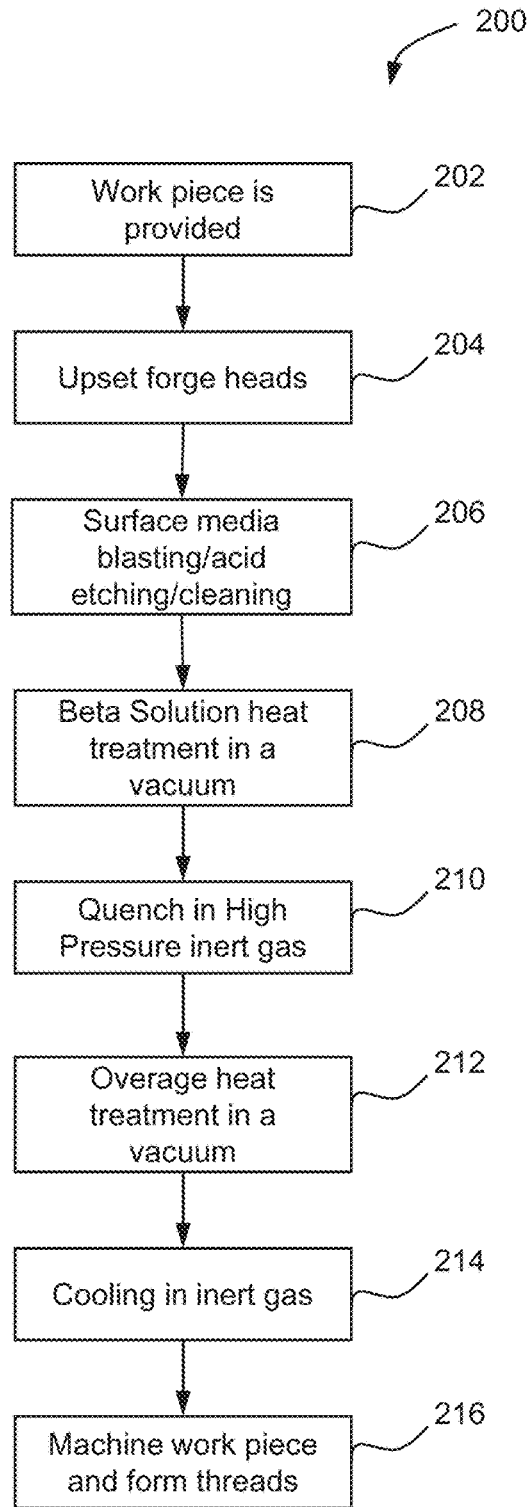 200
Work piece is
provided
202
Upset forge heads
204
Surface media
blasting/acid
etching/cleaning
206
Beta Solution heat
treatment in a
vacuum
208
Quench in High
Pressure inert gas
210
Overage heat
treatment in a
vacuum
212
Cooling in inert gas
214
Machine work piece
and form threads
216